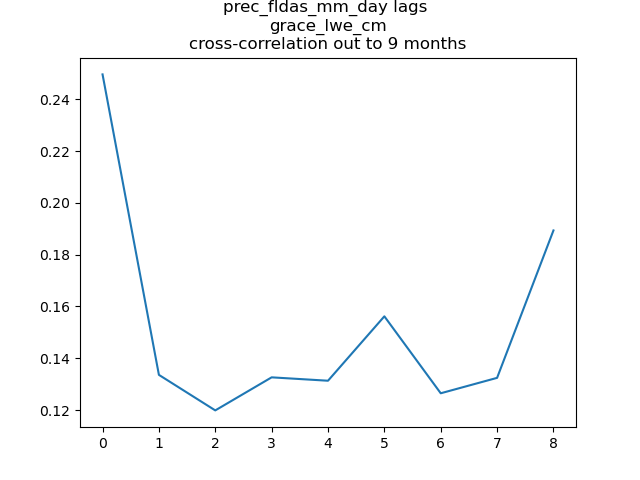 prec_fldas_mm_day lags
grace_lwe_cm
cross-correlation out to 9 months
0.24
0.22
0.20
0.18
0.16
0.14
0.12
0 1 2 3 4 5 6 7 8